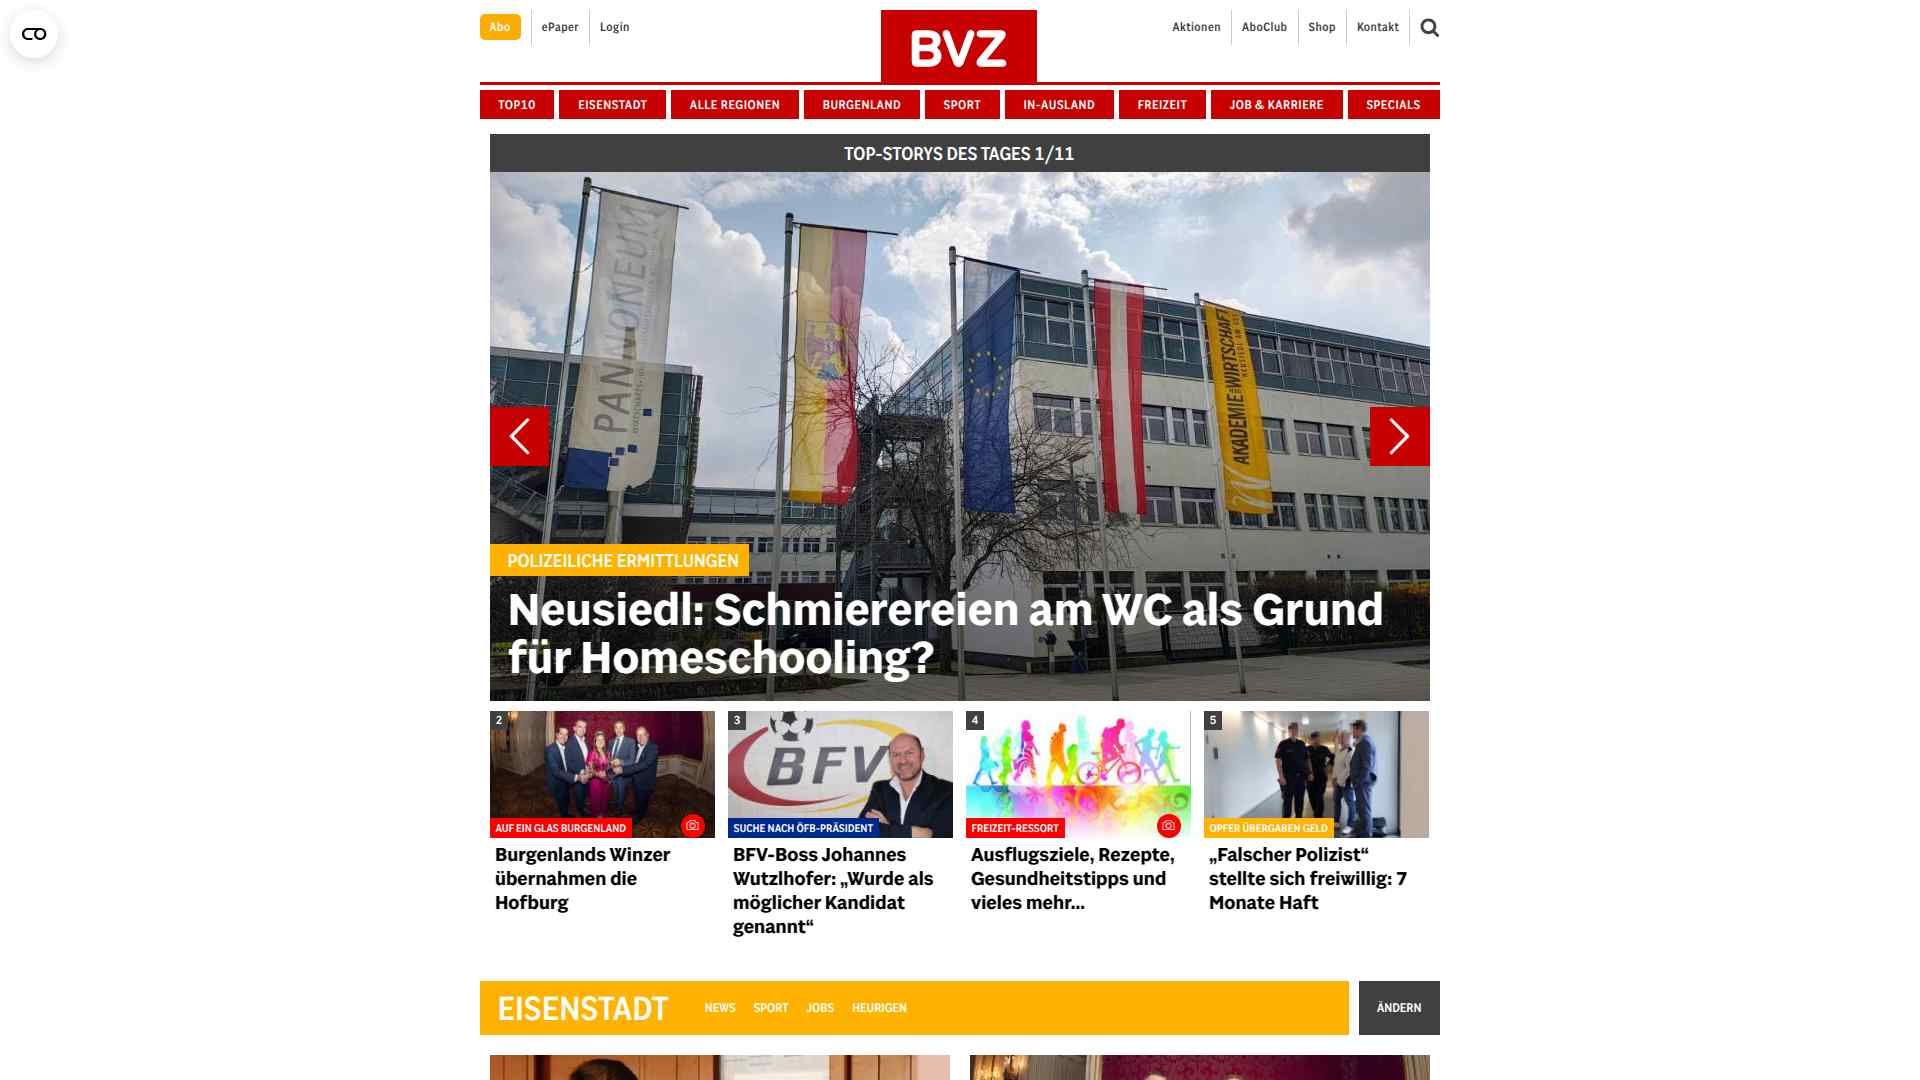 Abo
ePaper
Login
BVZ
Aktionen
AboClub
Shop
Kontakt
TOP10
EISENSTADT
ALLE REGIONEN
BURGENLAND
SPORT
IN-AUSLAND
FREIZEIT
JOB & KARRIERE
SPECIALS
TOP-STORYS DES TAGES 1/11
PANNONEUM
AKADEMIE DER WIRTSCHAFT
NEUSIEDL AM SEE
POLIZEILICHE ERMITTLUNGEN
Neusiedl: Schmierereien am WC als Grund
für Homeschooling?
2
AUF EIN GLAS BURGENLAND
Burgenlands Winzer
übernahmen die
Hofburg
3
BFV
SUCHE NACH ÖFB-PRÄSIDENT
BFV-Boss Johannes
Wutzlhofer: „Wurde als
möglicher Kandidat
genannt“
4
FREIZEIT-RESSORT
Ausflugsziele, Rezepte,
Gesundheitstipps und
vieles mehr...
5
OPFER ÜBERGABEN GELD
„Falscher Polizist“
stellte sich freiwillig: 7
Monate Haft
EISENSTADT
NEWS
SPORT
JOBS
HEURIGEN
ÄNDERN